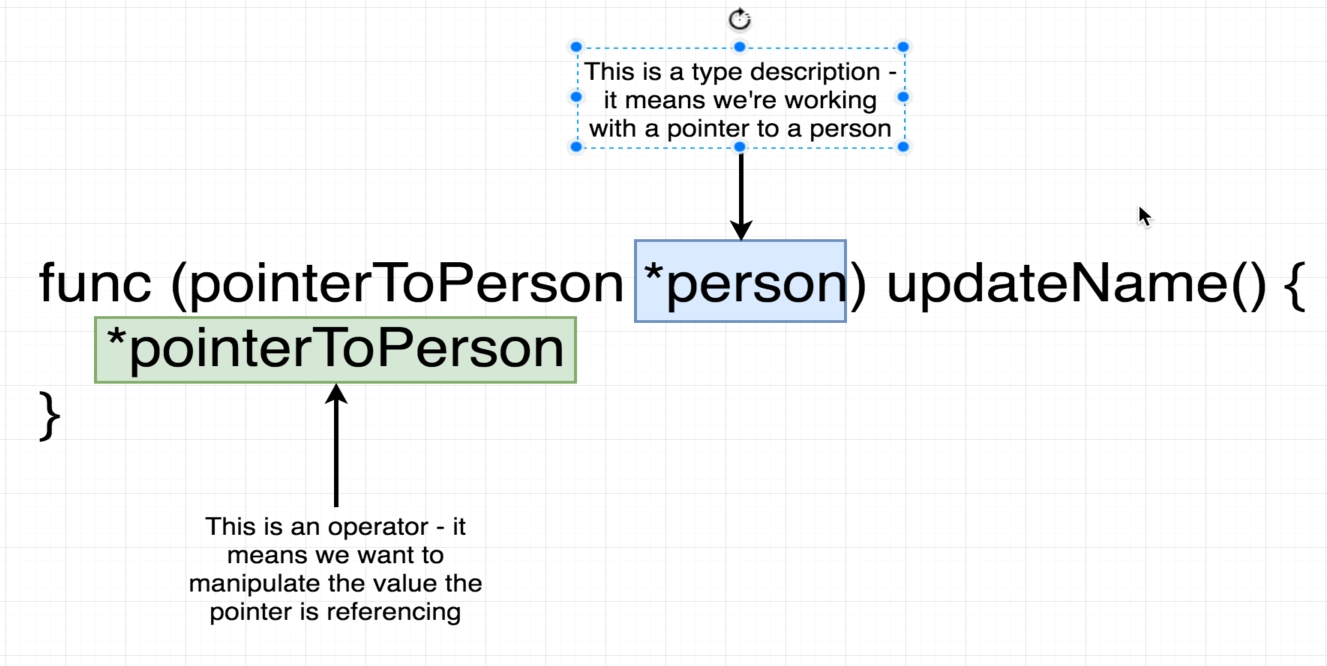 This is a type description -
it means we're working
with a pointer to a person
func (pointerToPerson *person) updateName() {
*pointerToPerson
}
This is an operator - it
means we want to
manipulate the value the
pointer is referencing